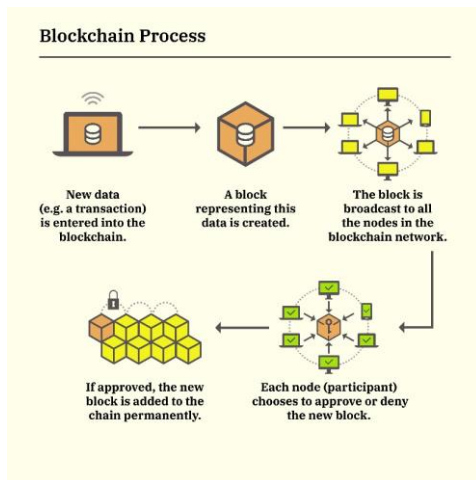 Blockchain Process
New data
(e.g. a transaction)
is entered into the
blockchain.
A block
representing this
data is created.
The block is
broadcast to all
the nodes in the
blockchain network.
If approved, the new
block is added to the
chain permanently.
Each node (participant)
chooses to approve or deny
the new block.